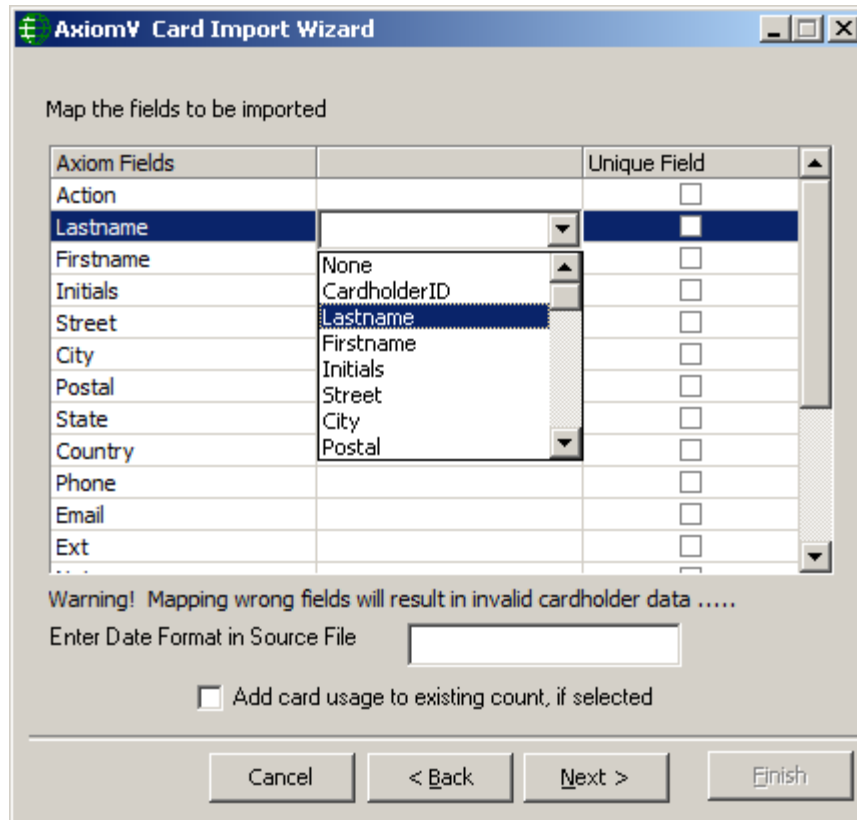 AxiomV Card Import Wizard
Map the fields to be imported
Axiom Fields Unique Field
Action
Lastname
Firstname
None
Initials
CardholderID
Street
Lastname
City
Firstname
Postal
Initials
State
Street
Country
City
Postal
Phone
Email
Ext
Warning! Mapping wrong fields will result in invalid cardholder data .....
Enter Date Format in Source File
Add card usage to existing count, if selected
Cancel < Back Next > Finish